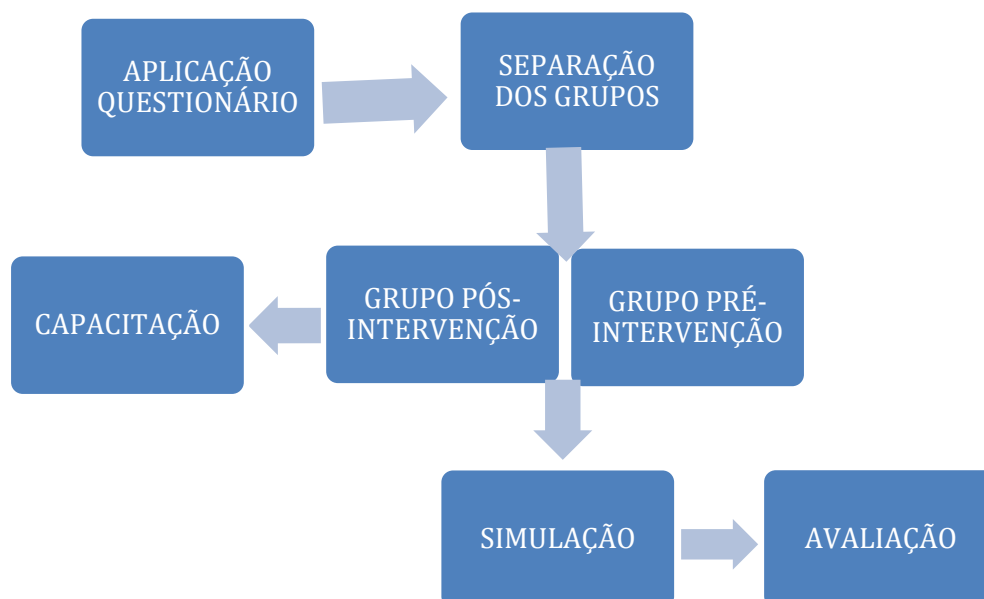 APLICAÇÃO
QUESTIONÁRIO
SEPARAÇÃO
DOS GRUPOS
CAPACITAÇÃO
GRUPO PÓS-
INTERVENÇÃO
GRUPO PRÉ-
INTERVENÇÃO
SIMULAÇÃO
AVALIAÇÃO